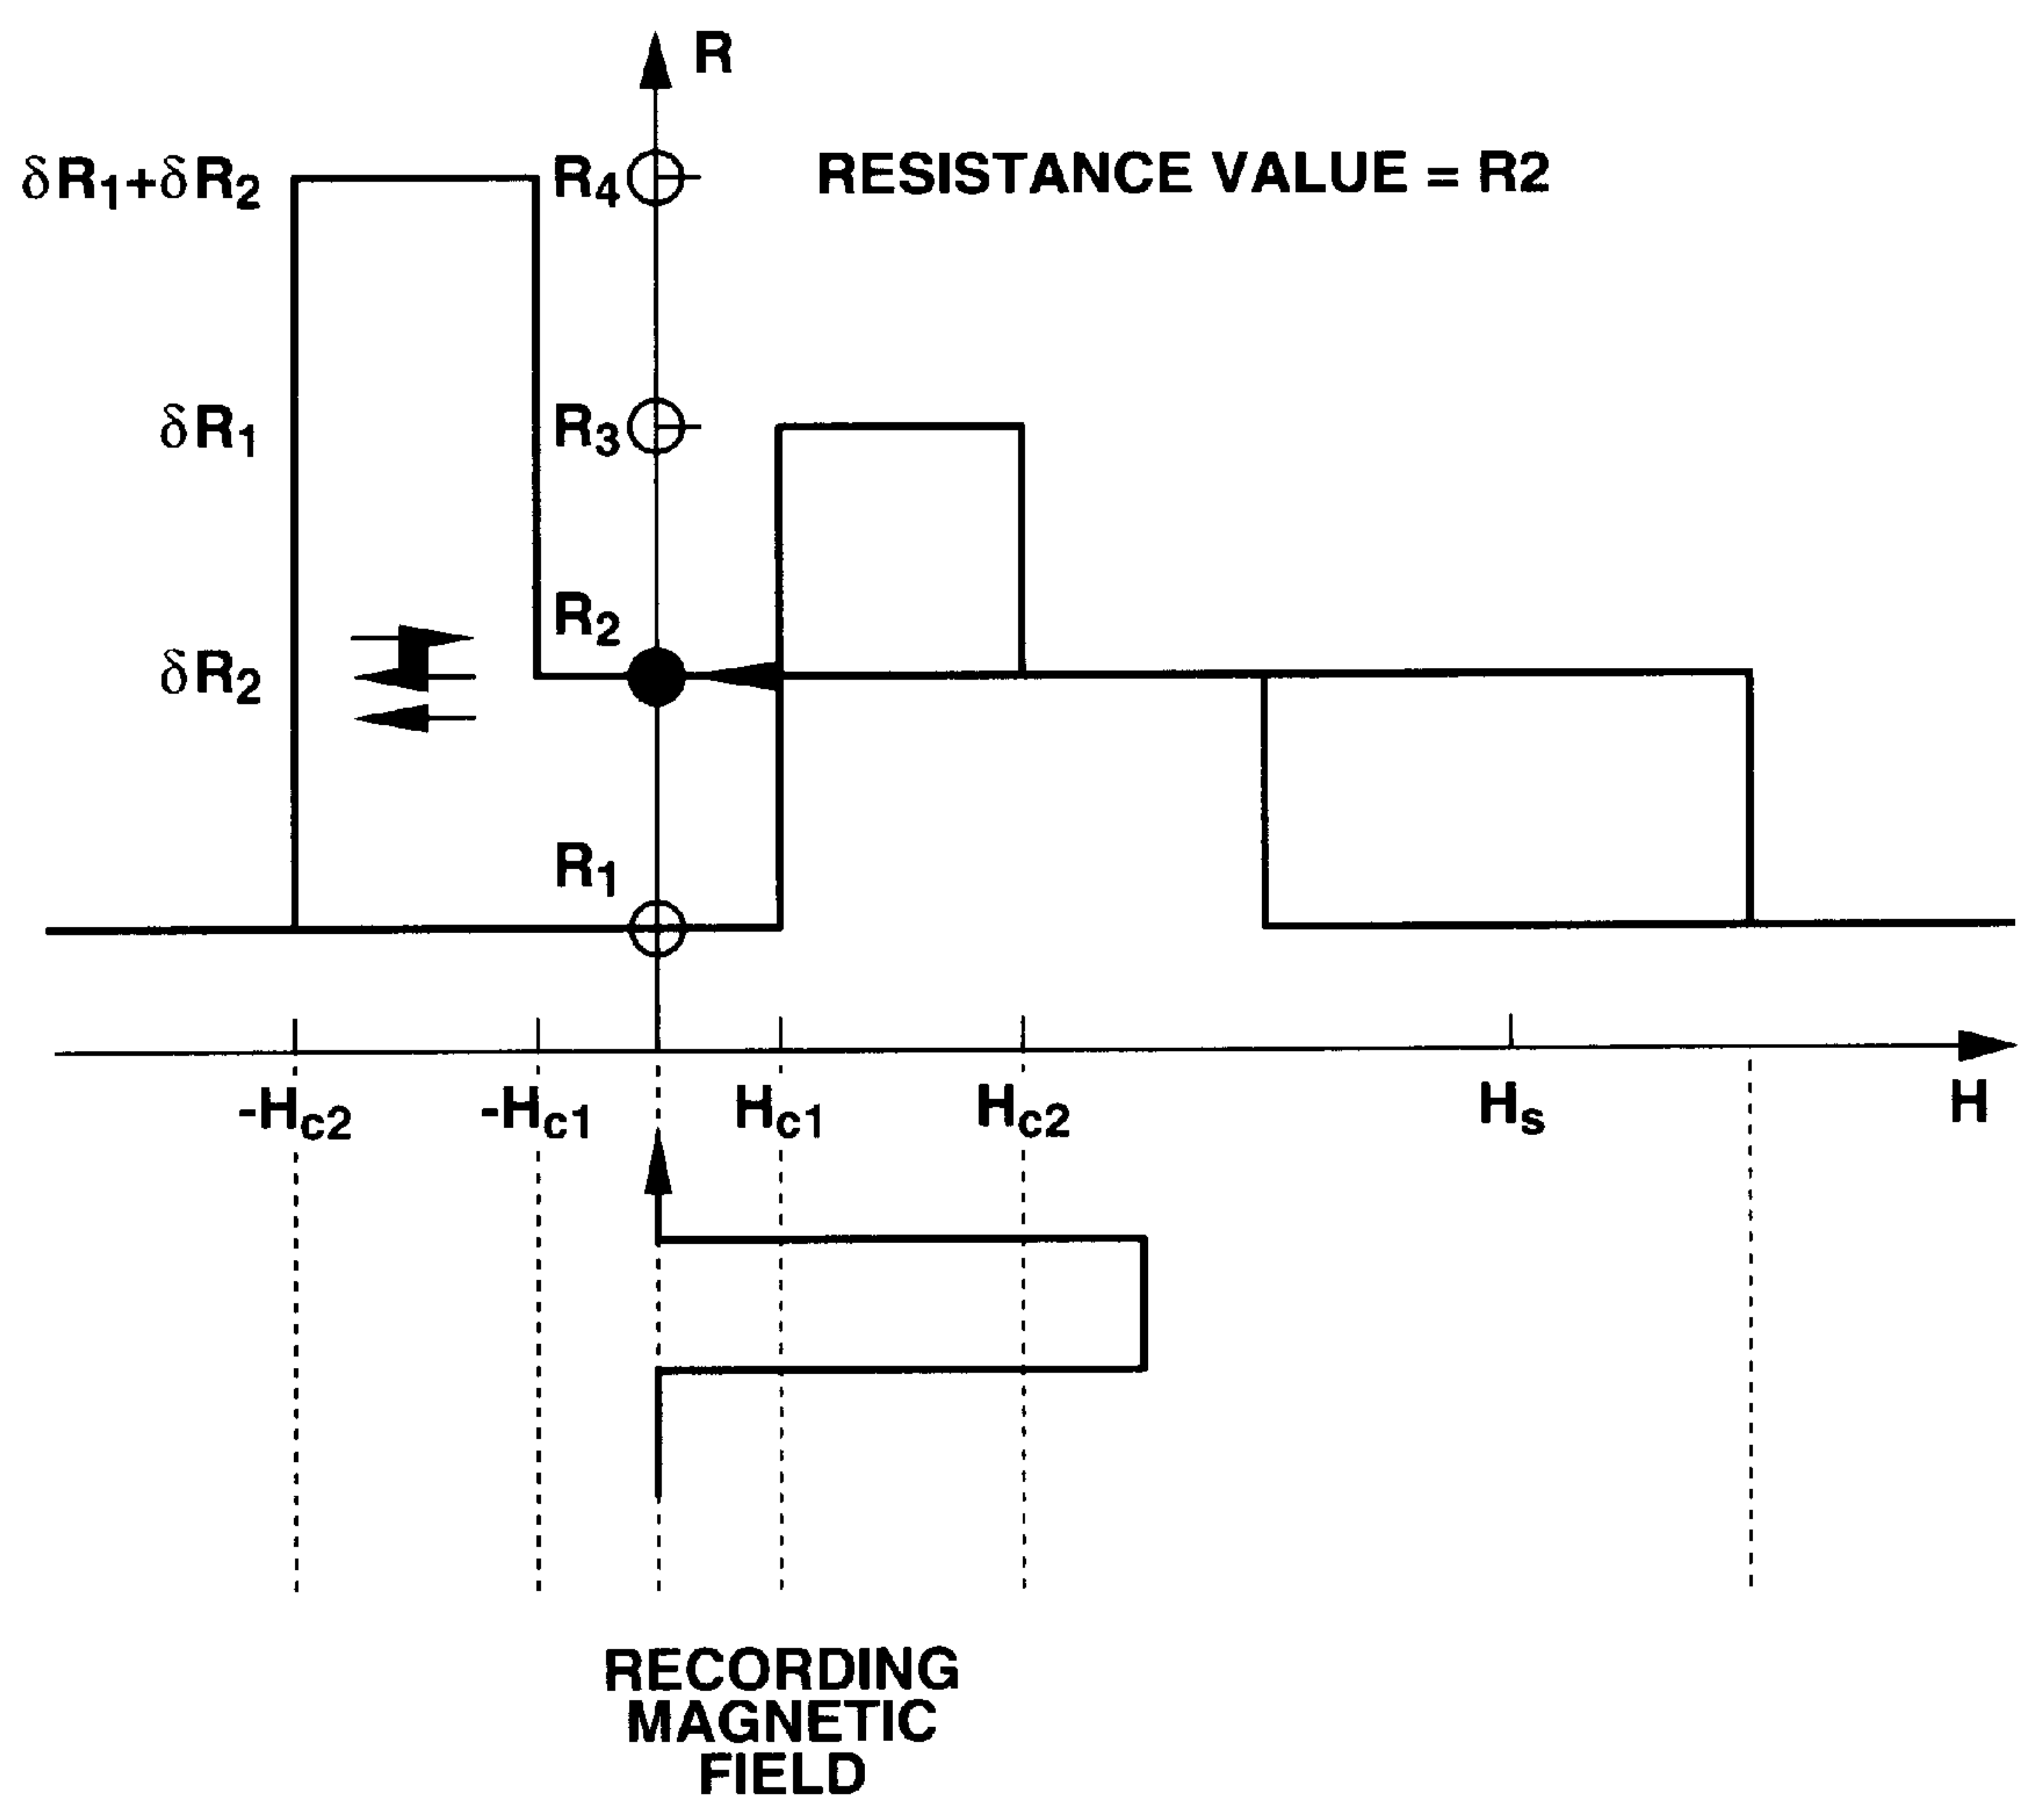 R
δR1+δR2
R4
RESISTANCE VALUE = R2
δR1
R3
R2
δR2
R1
-Hc2
-Hc1
Hc1
Hc2
Hs
H
RECORDING
MAGNETIC
FIELD